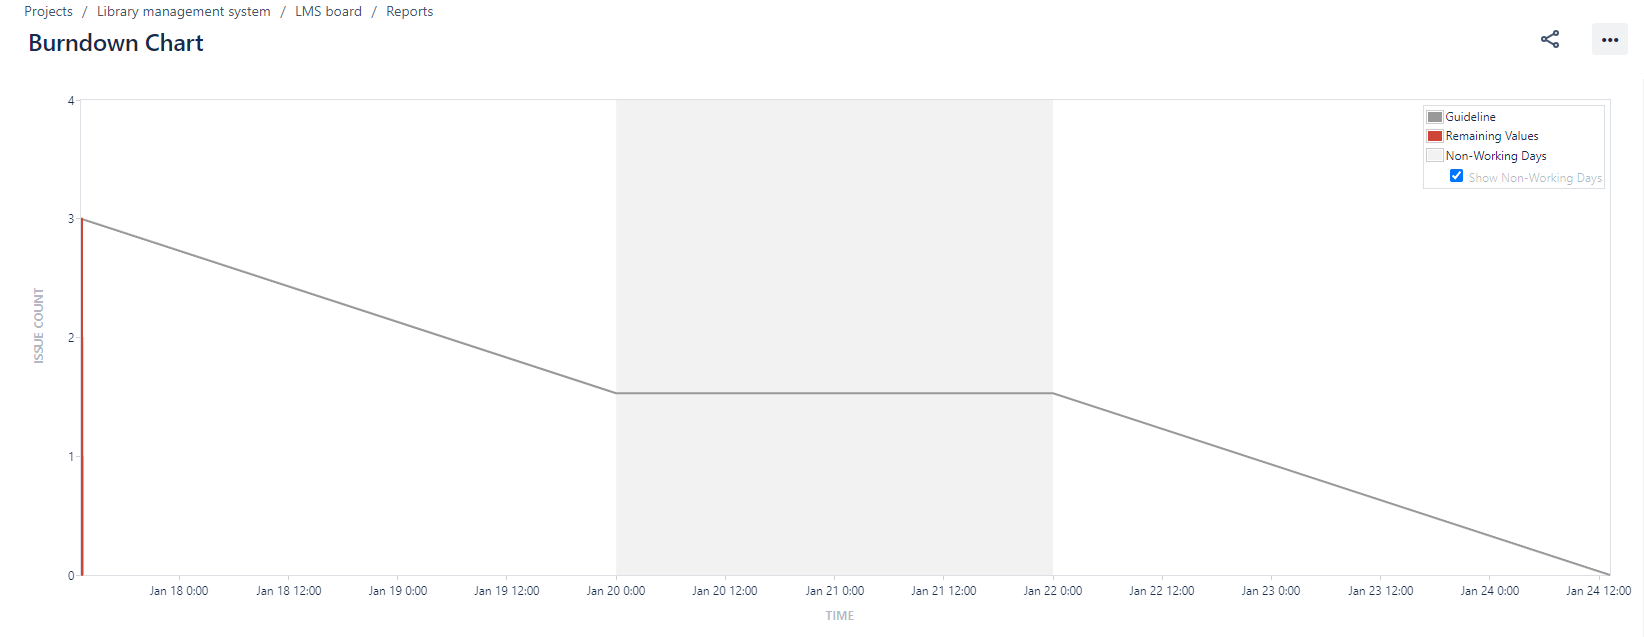 Projects / Library management system / LMS board / Reports
Burndown Chart
4
3
2
1
0
ISSUE COUNT
Guideline
Remaining Values
Non-Working Days
Show Non-Working Days
Jan 18 0:00 Jan 18 12:00 Jan 19 0:00 Jan 19 12:00 Jan 20 0:00 Jan 20 12:00 Jan 21 0:00 Jan 21 12:00 Jan 22 0:00 Jan 22 12:00 Jan 23 0:00 Jan 23 12:00 Jan 24 0:00 Jan 24 12:00
TIME